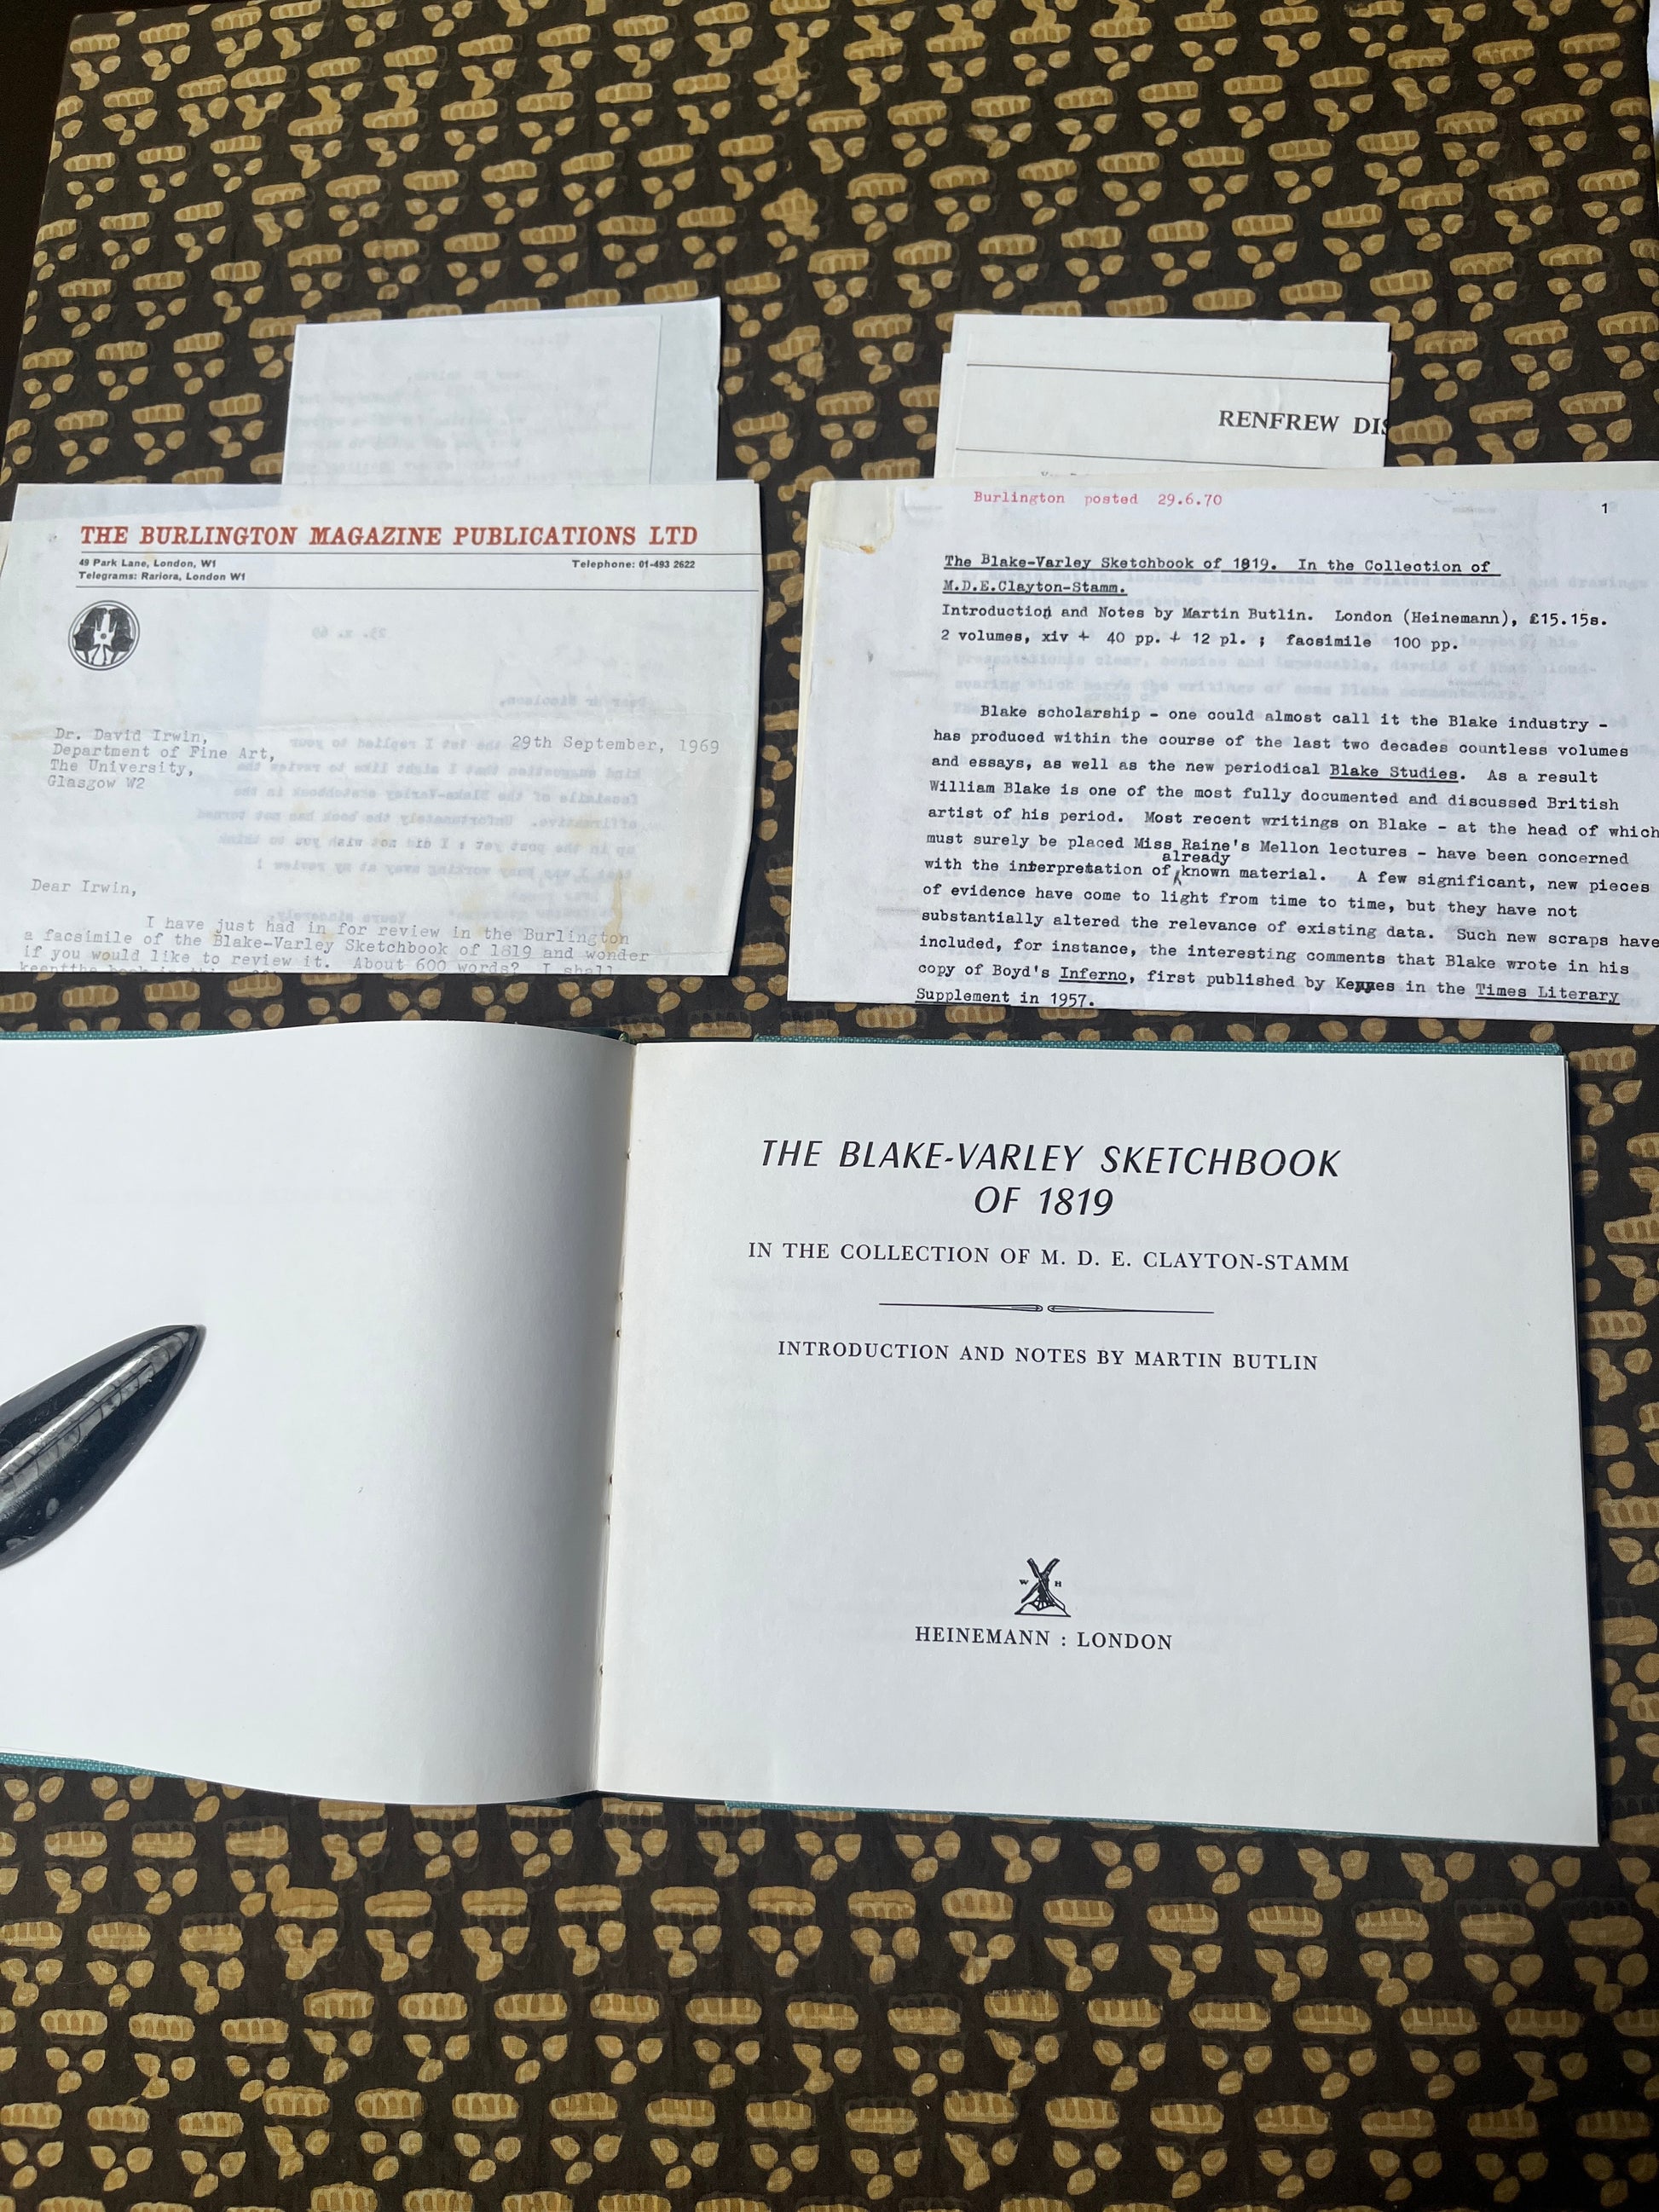 RENFREW DIS
THE BURLINGTON MAGAZINE PUBLICATIONS LTD
49 Park Lane, London, W1
Telephone: 01-493 2622
Telegrams: Rariora, London W1
29th September, 1969
Dr. David Irwin,
Department of Fine Art,
The University,
Glasgow W2
Dear Irwin,
I have just had in for review in the Burlington
a facsimile of the Blake-Varley Sketchbook of 1819 and wonder
if you would like to review it. About 600 words? I shall
Burlington posted 29.6.70
1
The Blake-Varley Sketchbook of 1819. In the Collection of
M.D.E.Clayton-Stamm.
Introduction and Notes by Martin Butlin. London (Heinemann), £15.15s.
2 volumes, xiv + 40 pp. + 12 pl. ; facsimile 100 pp.
Blake scholarship - one could almost call it the Blake industry -
has produced within the course of the last two decades countless volumes
and essays, as well as the new periodical Blake Studies. As a result
William Blake is one of the most fully documented and discussed British
artist of his period. Most recent writings on Blake - at the head of which
must surely be placed Miss Raine's Mellon lectures - have been concerned
already
with the interpretation of known material. A few significant, new pieces
of evidence have come to light from time to time, but they have not
substantially altered the relevance of existing data. Such new scraps have
included, for instance, the interesting comments that Blake wrote in his
copy of Boyd's Inferno, first published by Keynes in the Times Literary
Supplement in 1957.
THE BLAKE-VARLEY SKETCHBOOK
OF 1819
IN THE COLLECTION OF M. D. E. CLAYTON-STAMM
INTRODUCTION AND NOTES BY MARTIN BUTLIN
W H
HEINEMANN : LONDON